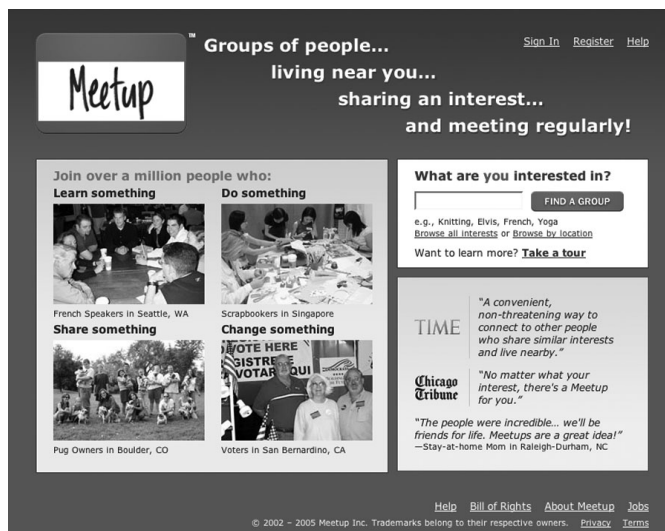 Meetup
™
Groups of people...
living near you...
sharing an interest...
and meeting regularly!
Sign In Register Help
Join over a million people who:
Learn something
French Speakers in Seattle, WA
Do something
Scrapbookers in Singapore
Share something
Pug Owners in Boulder, CO
Change something
VOTE HERE
Voters in San Bernardino, CA
What are you interested in?
FIND A GROUP
e.g., Knitting, Elvis, French, Yoga
Browse all interests or Browse by location
Want to learn more? Take a tour
TIME
“A convenient,
non-threatening way to
connect to other people
who share similar interests
and live nearby.”
Chicago
Tribune
“No matter what your
interest, there's a Meetup
for you.”
“The people were incredible... we'll be
friends for life. Meetups are a great idea!”
—Stay-at-home Mom in Raleigh-Durham, NC
Help Bill of Rights About Meetup Jobs
© 2002 – 2005 Meetup Inc. Trademarks belong to their respective owners. Privacy Terms